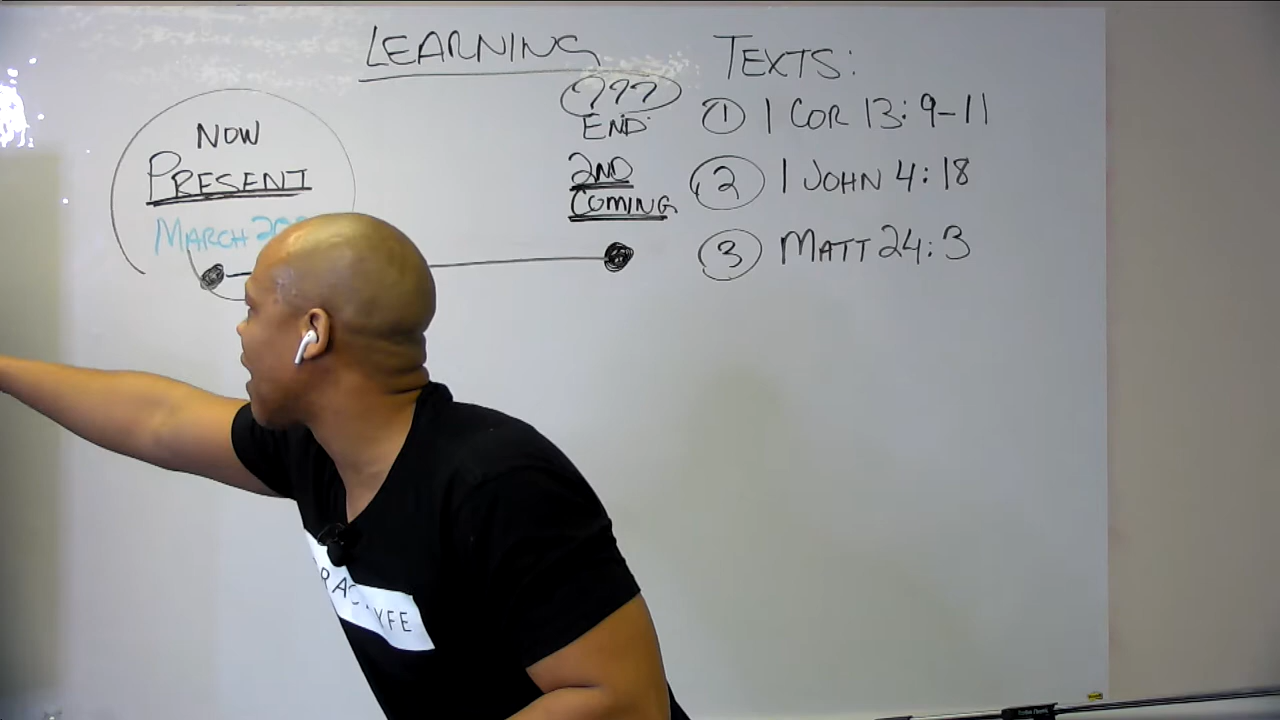 LEARNING
NOW
PRESENT
MARCH
???
END
2ND
COMING
TEXTS:
① 1 COR 13:9-11
② 1 JOHN 4:18
③ MATT 24:3
YFE